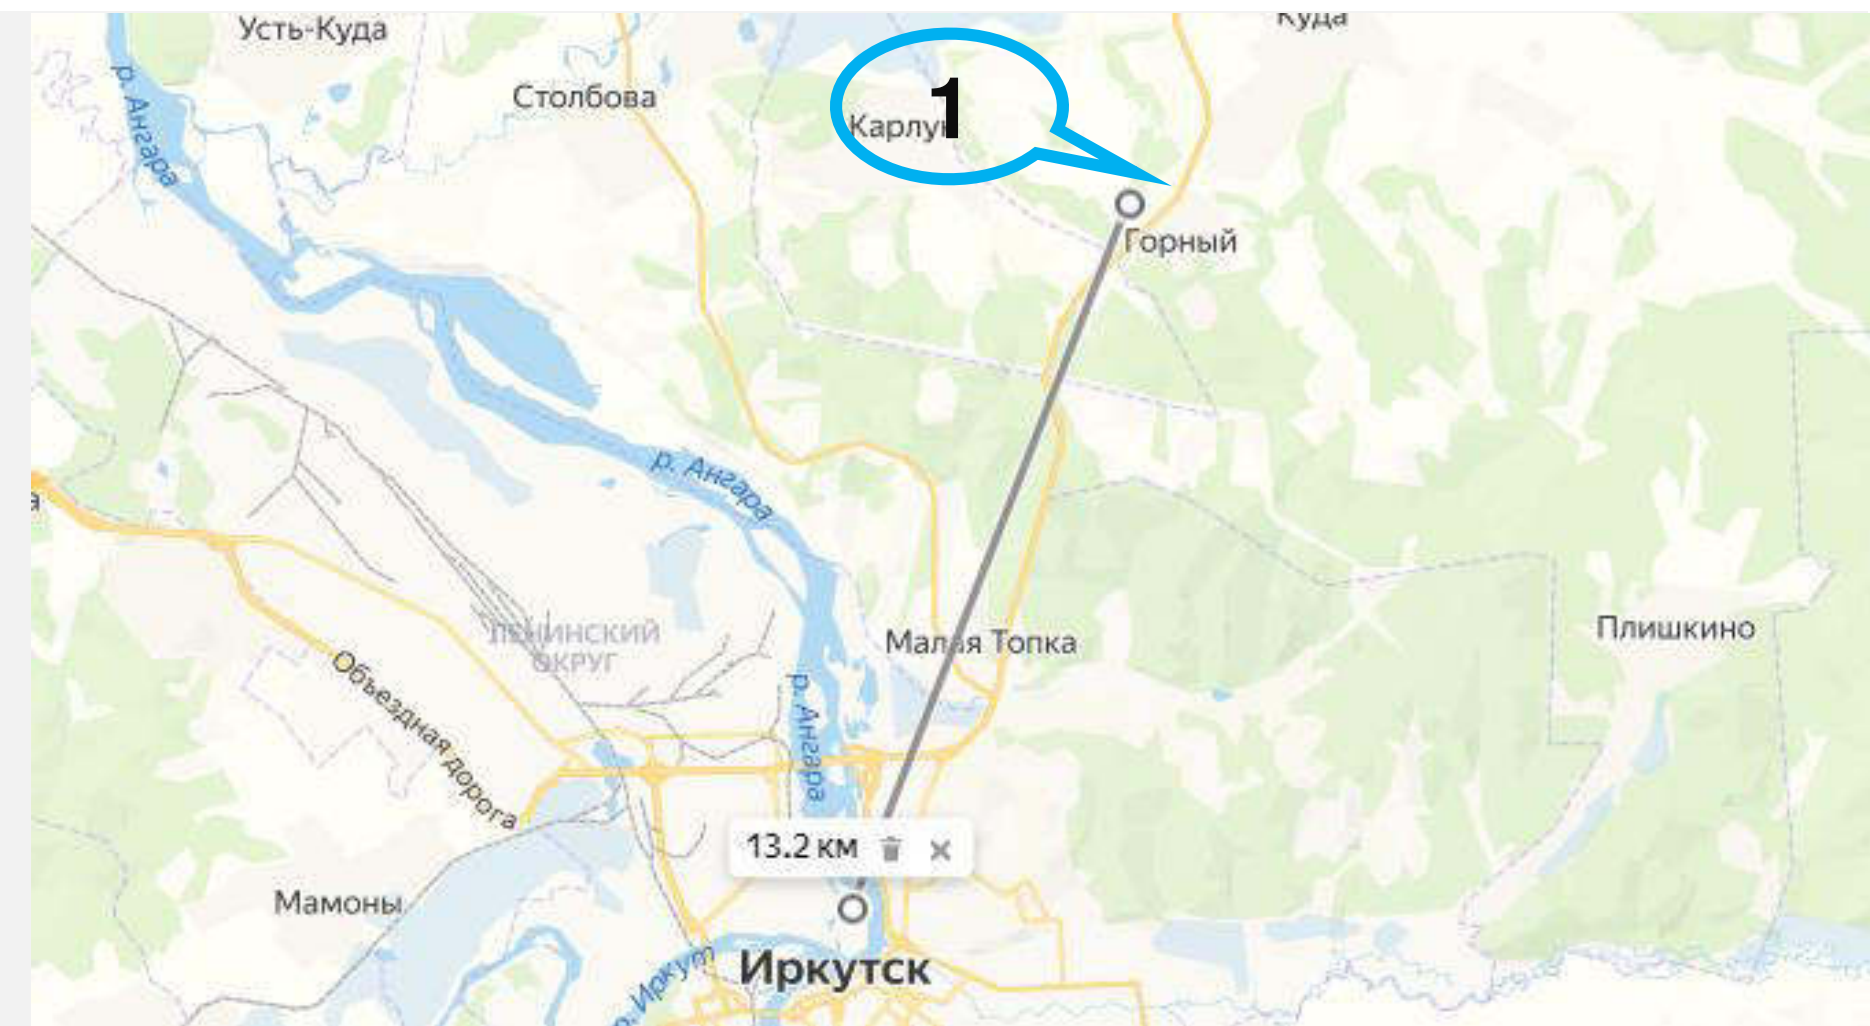 Усть-Куда
Куда
Столбова
1
Карлук
р. Ангара
Горный
р. Ангара
а
ЛЕНИНСКИЙ
ОКРУГ
Малая Топка
Плишкино
Объездная дорога
р. Ангара
13.2 км
Мамоны
Иркутск
р. Иркут